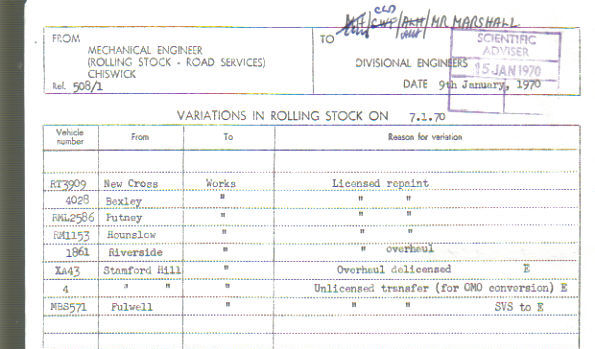 CLD
/CWF/ALH/MR MARSHALL
FROM
MECHANICAL ENGINEER
(ROLLING STOCK - ROAD SERVICES)
CHISWICK
Ref. 508/1
TO
DIVISIONAL ENGINEERS
DATE 9th January, 1970
SCIENTIFIC
ADVISER
15 JAN 1970
VARIATIONS IN ROLLING STOCK ON 7.1.70
Vehicle number From To Reason for variation
RT3909 New Cross Works Licensed repaint
4028 Bexley " " "
RML2586 Putney " " "
RM1153 Hounslow " " "
1861 Riverside " " overhaul
XA43 Stamford Hill " Overhaul delicensed E
4 " " " Unlicensed transfer (for OMO conversion) E
MBS571 Fulwell " " " SVS to E